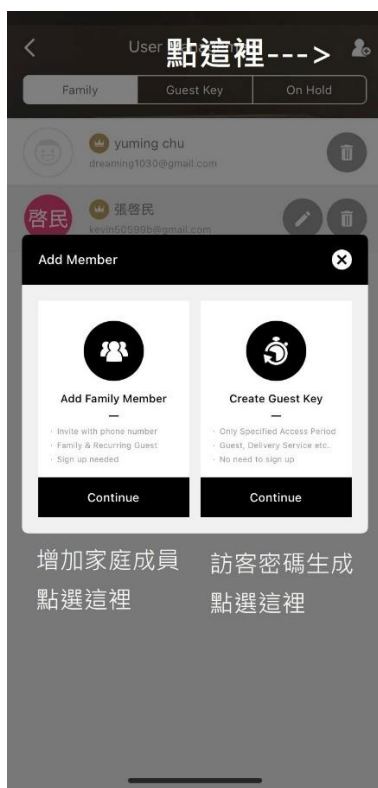 User
點這裡--->
Family
Guest Key
On Hold
yuming chu
dreaming1030@gmail.com
啓民
張啓民
kevin50599b@gmail.com
Add Member
Add Family Member
· Invite with phone number
· Family & Recurring Guest
· Sign up needed
Continue
Create Guest Key
· Only Specified Access Period
· Guest, Delivery Service etc..
· No need to sign up
Continue
增加家庭成員
點選這裡
訪客密碼生成
點選這裡